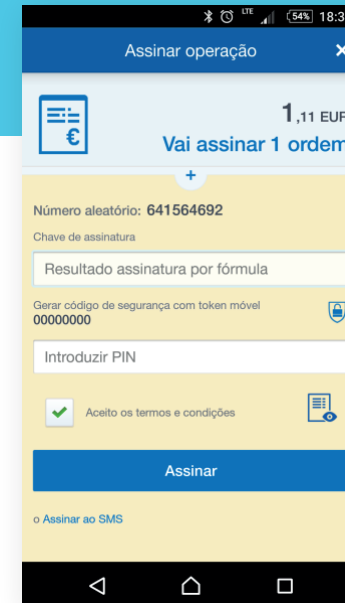 LTE 54% 18:3
Assinar operação ×
€
1,11 EUR
Vai assinar 1 ordem
+
Número aleatório: 641564692
Chave de assinatura
Resultado assinatura por fórmula
Gerar código de segurança com token móvel
00000000
Introduzir PIN
Aceito os termos e condições
Assinar
o Assinar ao SMS